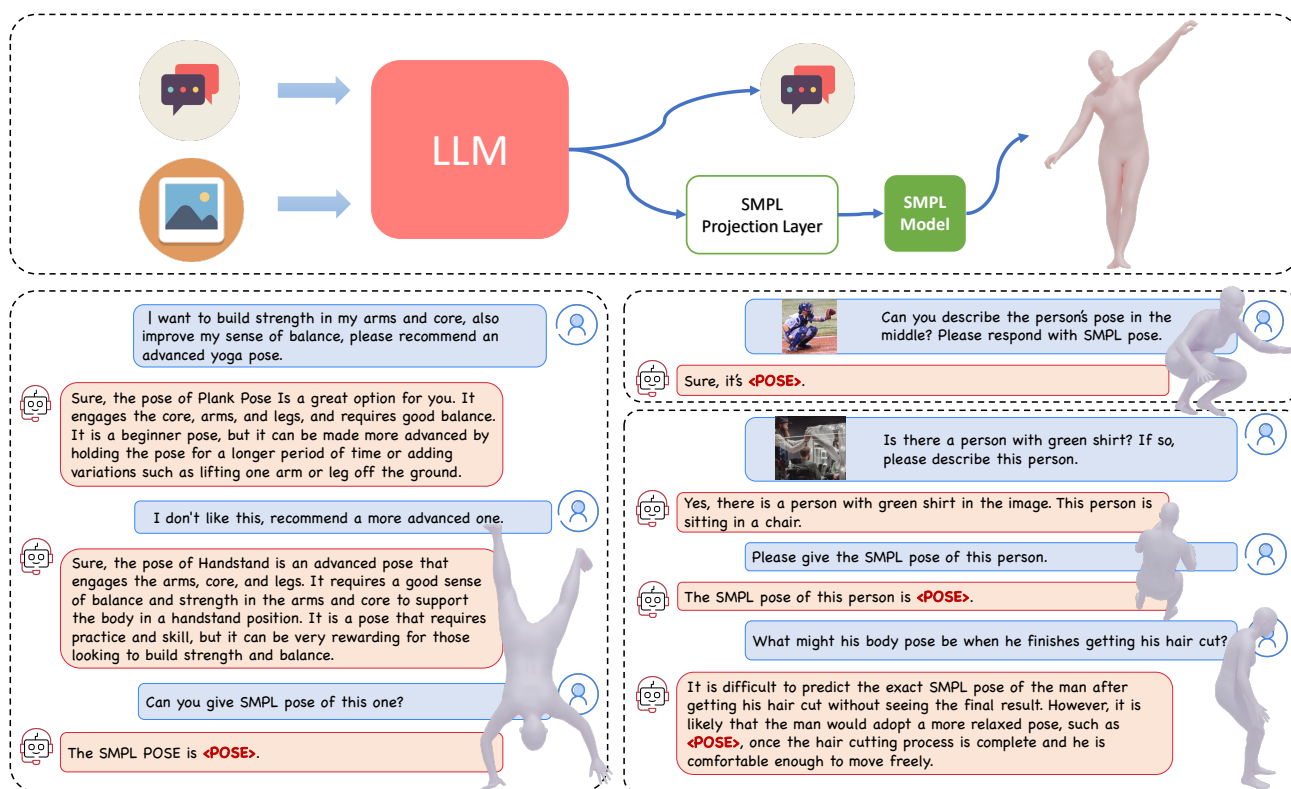 LLM
SMPL
Projection Layer
SMPL
Model
I want to build strength in my arms and core, also
improve my sense of balance, please recommend an
advanced yoga pose.
Sure, the pose of Plank Pose Is a great option for you. It
engages the core, arms, and legs, and requires good balance.
It is a beginner pose, but it can be made more advanced by
holding the pose for a longer period of time or adding
variations such as lifting one arm or leg off the ground.
I don't like this, recommend a more advanced one.
Sure, the pose of Handstand is an advanced pose that
engages the arms, core, and legs. It requires a good sense
of balance and strength in the arms and core to support
the body in a handstand position. It is a pose that requires
practice and skill, but it can be very rewarding for those
looking to build strength and balance.
Can you give SMPL pose of this one?
The SMPL POSE is <POSE>.
Can you describe the person's pose in the
middle? Please respond with SMPL pose.
Sure, it's <POSE>.
Is there a person with green shirt? If so,
please describe this person.
Yes, there is a person with green shirt in the image. This person is
sitting in a chair.
Please give the SMPL pose of this person.
The SMPL pose of this person is <POSE>.
What might his body pose be when he finishes getting his hair cut?
It is difficult to predict the exact SMPL pose of the man after
getting his hair cut without seeing the final result. However, it is
likely that the man would adopt a more relaxed pose, such as
<POSE>, once the hair cutting process is complete and he is
comfortable enough to move freely.